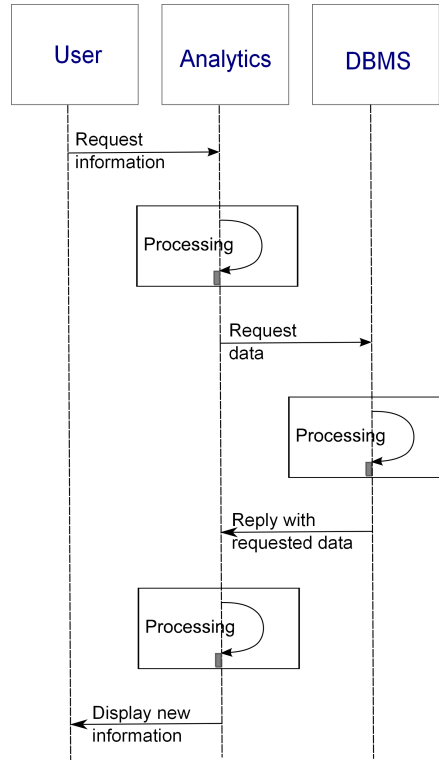 User
Analytics
DBMS
Request
information
Processing
Request
data
Processing
Reply with
requested data
Processing
Display new
information